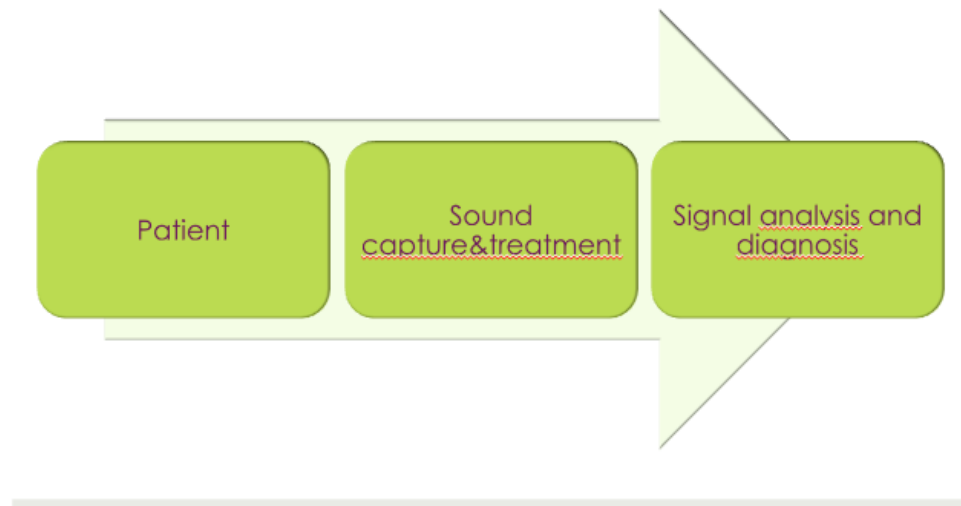 Patient
Sound
capture&treatment
Signal analysis and
diagnosis